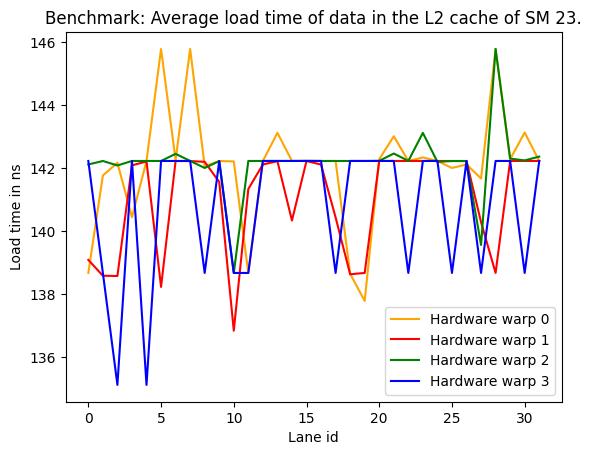 Benchmark: Average load time of data in the L2 cache of SM 23.
146
144
142
140
138
136
Load time in ns
Hardware warp 0
Hardware warp 1
Hardware warp 2
Hardware warp 3
0 5 10 15 20 25 30
Lane id